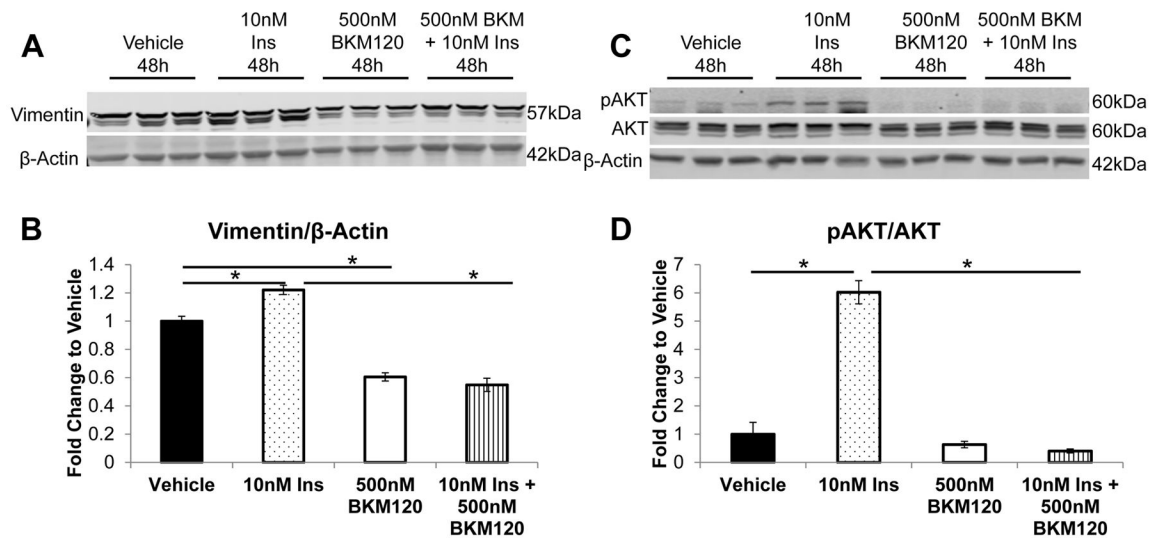 A
Vehicle
48h
10nM
Ins
48h
500nM
BKM120
48h
500nM BKM
+ 10nM Ins
48h
Vimentin
57kDa
β-Actin
42kDa
C
Vehicle
48h
10nM
Ins
48h
500nM
BKM120
48h
500nM BKM
+ 10nM Ins
48h
pAKT
60kDa
AKT
60kDa
β-Actin
42kDa
B
Vimentin/β-Actin
Fold Change to Vehicle
1.4
1.2
1
0.8
0.6
0.4
0.2
0
*
*
*
Vehicle
10nM Ins
500nM
BKM120
10nM Ins +
500nM
BKM120
D
pAKT/AKT
Fold Change to Vehicle
7
6
5
4
3
2
1
0
*
*
Vehicle
10nM Ins
500nM
BKM120
10nM Ins +
500nM
BKM120